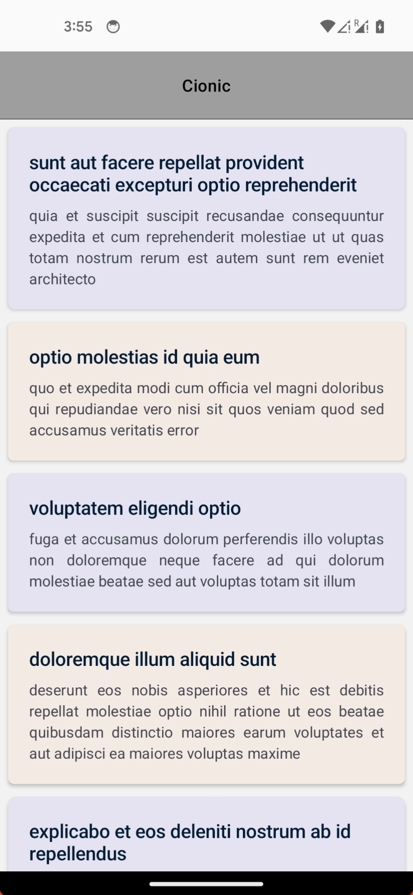 3:55
R
Cionic
sunt aut facere repellat provident
occaecati excepturi optio reprehenderit
quia et suscipit suscipit recusandae consequuntur
expedita et cum reprehenderit molestiae ut ut quas
totam nostrum rerum est autem sunt rem eveniet
architecto
optio molestias id quia eum
quo et expedita modi cum officia vel magni doloribus
qui repudiandae vero nisi sit quos veniam quod sed
accusamus veritatis error
voluptatem eligendi optio
fuga et accusamus dolorum perferendis illo voluptas
non doloremque neque facere ad qui dolorum
molestiae beatae sed aut voluptas totam sit illum
doloremque illum aliquid sunt
deserunt eos nobis asperiores et hic est debitis
repellat molestiae optio nihil ratione ut eos beatae
quibusdam distinctio maiores earum voluptates et
aut adipisci ea maiores voluptas maxime
explicabo et eos deleniti nostrum ab id
repellendus